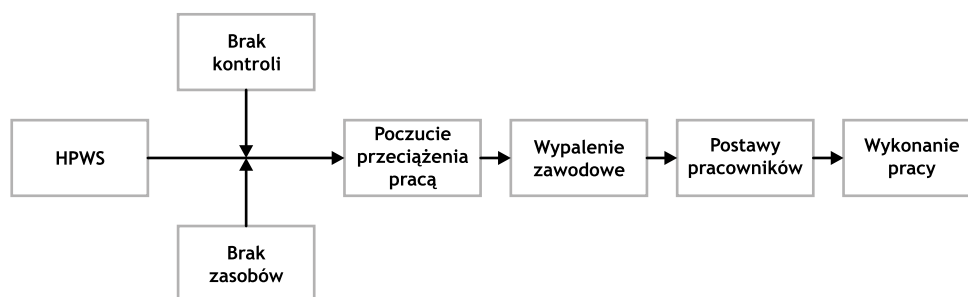 Brak
kontroli
HPWS
Poczucie
przeciążenia
pracą
Wypalenie
zawodowe
Postawy
pracowników
Wykonanie
pracy
Brak
zasobów